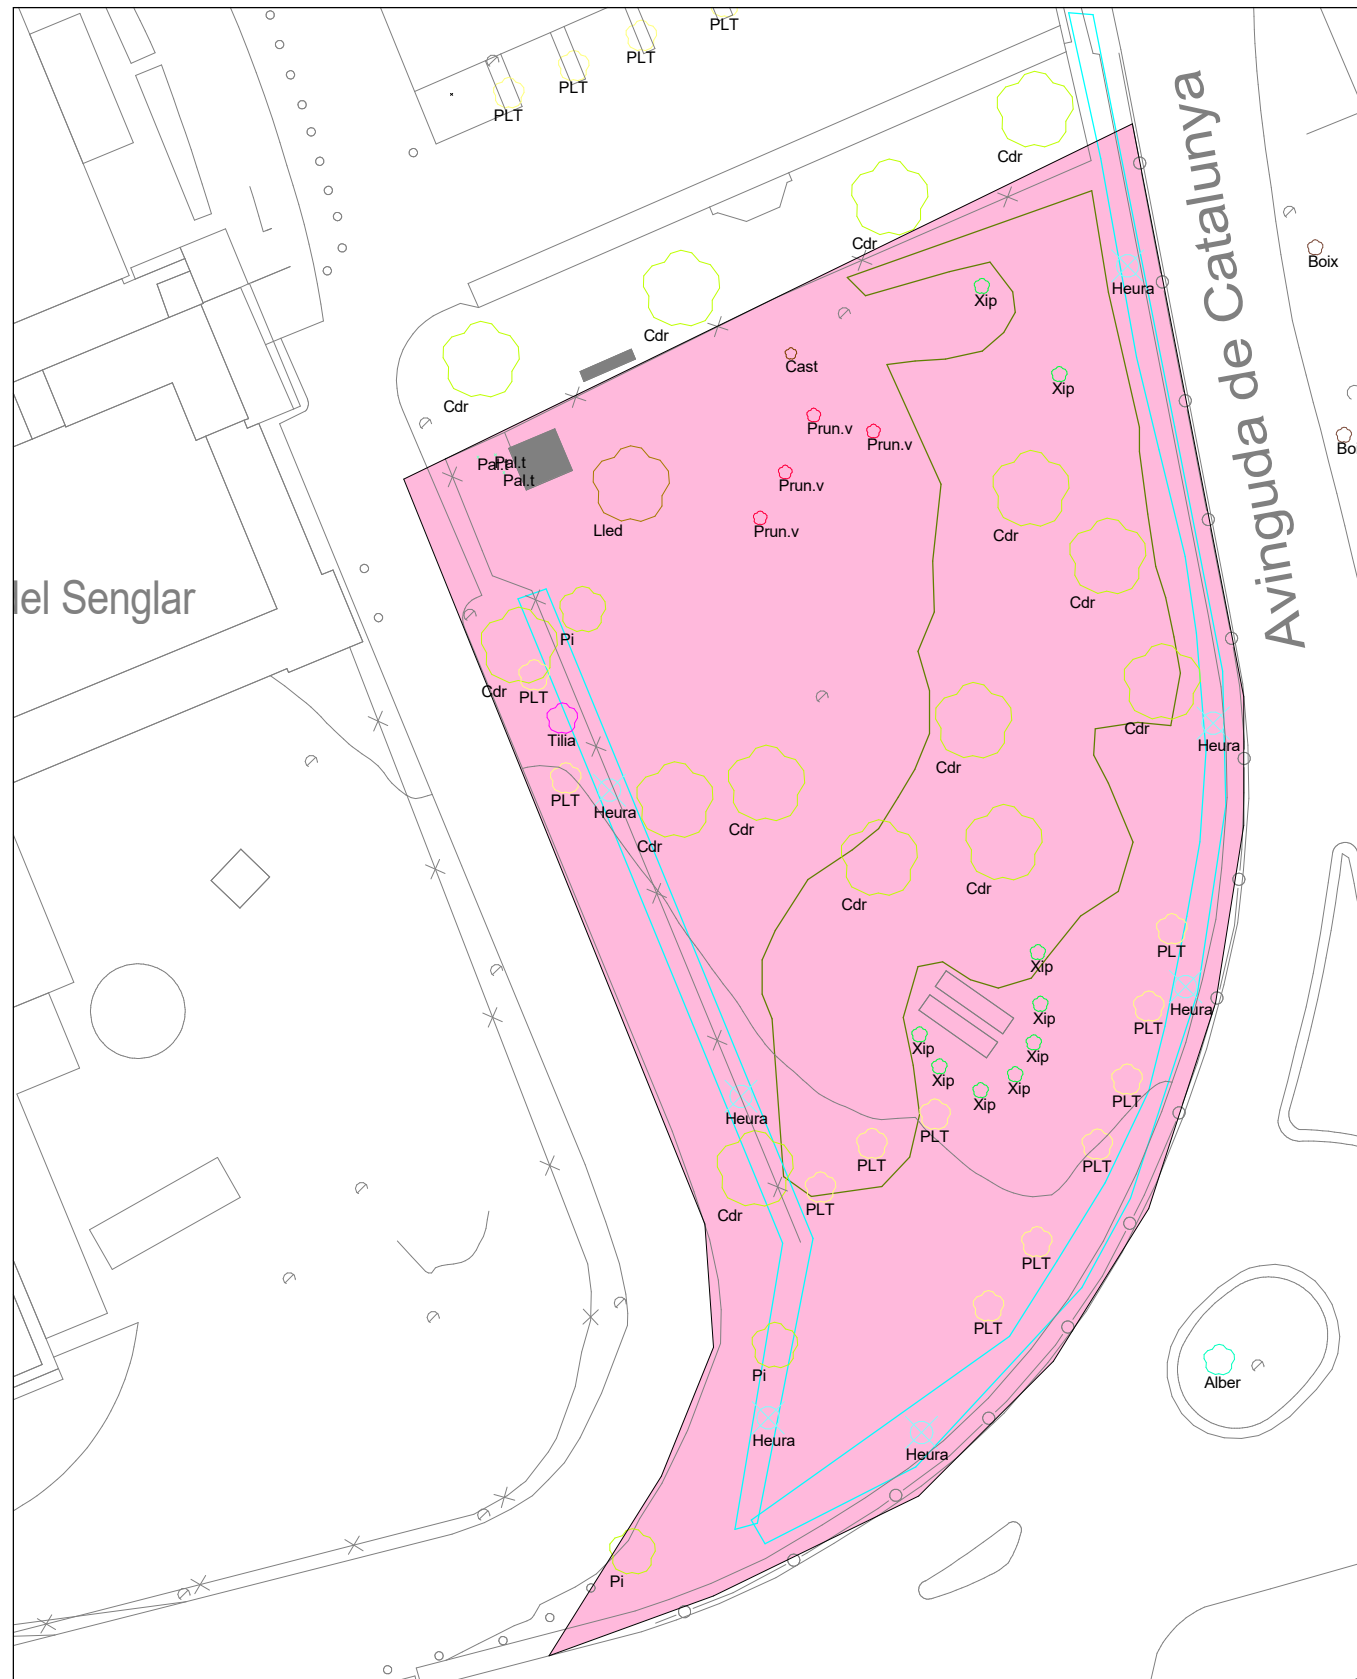 PLT
PLT
PLT
PLT
Cdr
Cdr
Cdr
Cdr
Avinguda de Catalunya
Boix
Heura
Xip
Cast
Xip
Prun.v
Prun.v
Prun.v
Prun.v
Bo
Pal.t
Pal.t
Pal.t
Lled
Cdr
Cdr
lel Senglar
Pi
Cdr
PLT
Tilia
Cdr
Heura
Cdr
PLT
Heura
Cdr
Cdr
Cdr
Cdr
PLT
Xip
Heura
Xip
PLT
Xip
Xip
Xip
Xip
Xip
PLT
Heura
PLT
PLT
PLT
PLT
Cdr
PLT
PLT
Pi
Alber
Heura
Heura
Pi